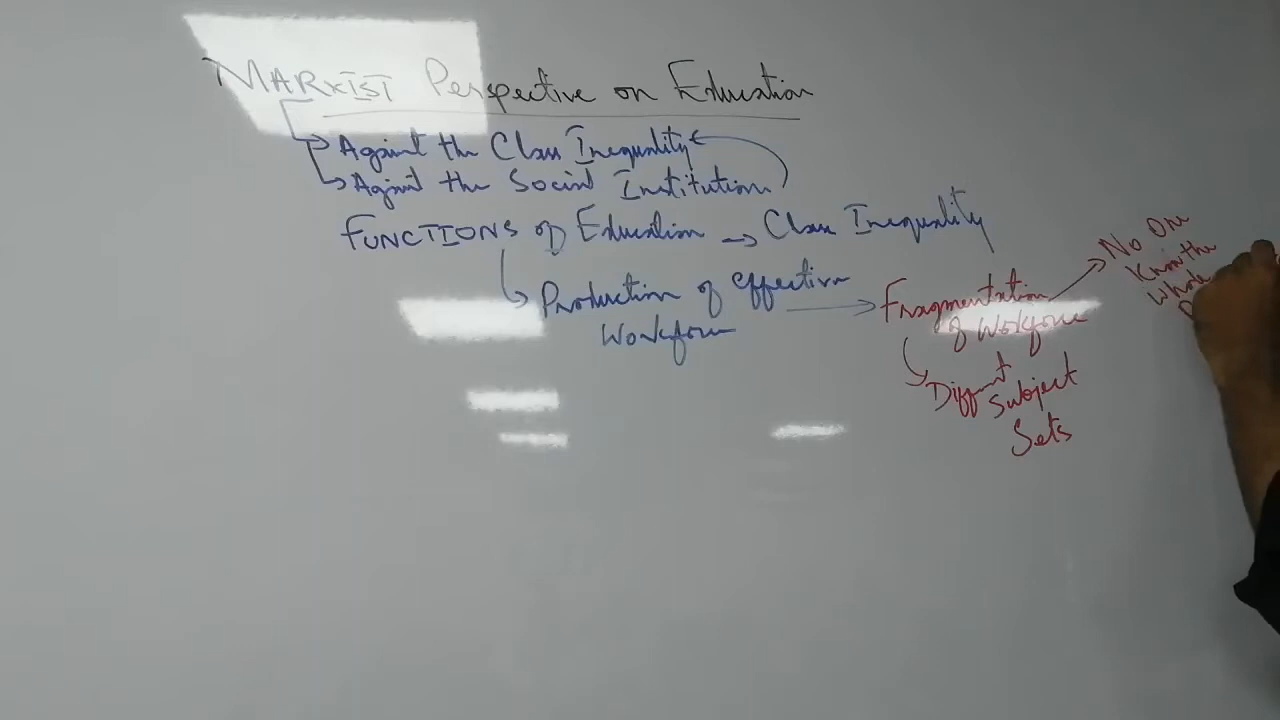 MARXIST Perspective on Education
Against the Class Inequality
Against the Social Institution
FUNCTIONS of Education → Class Inequality
Production of effective
Workforce
Fragmentation
of Workforce
Different
Subject
Sets
No One
Know the
Whole